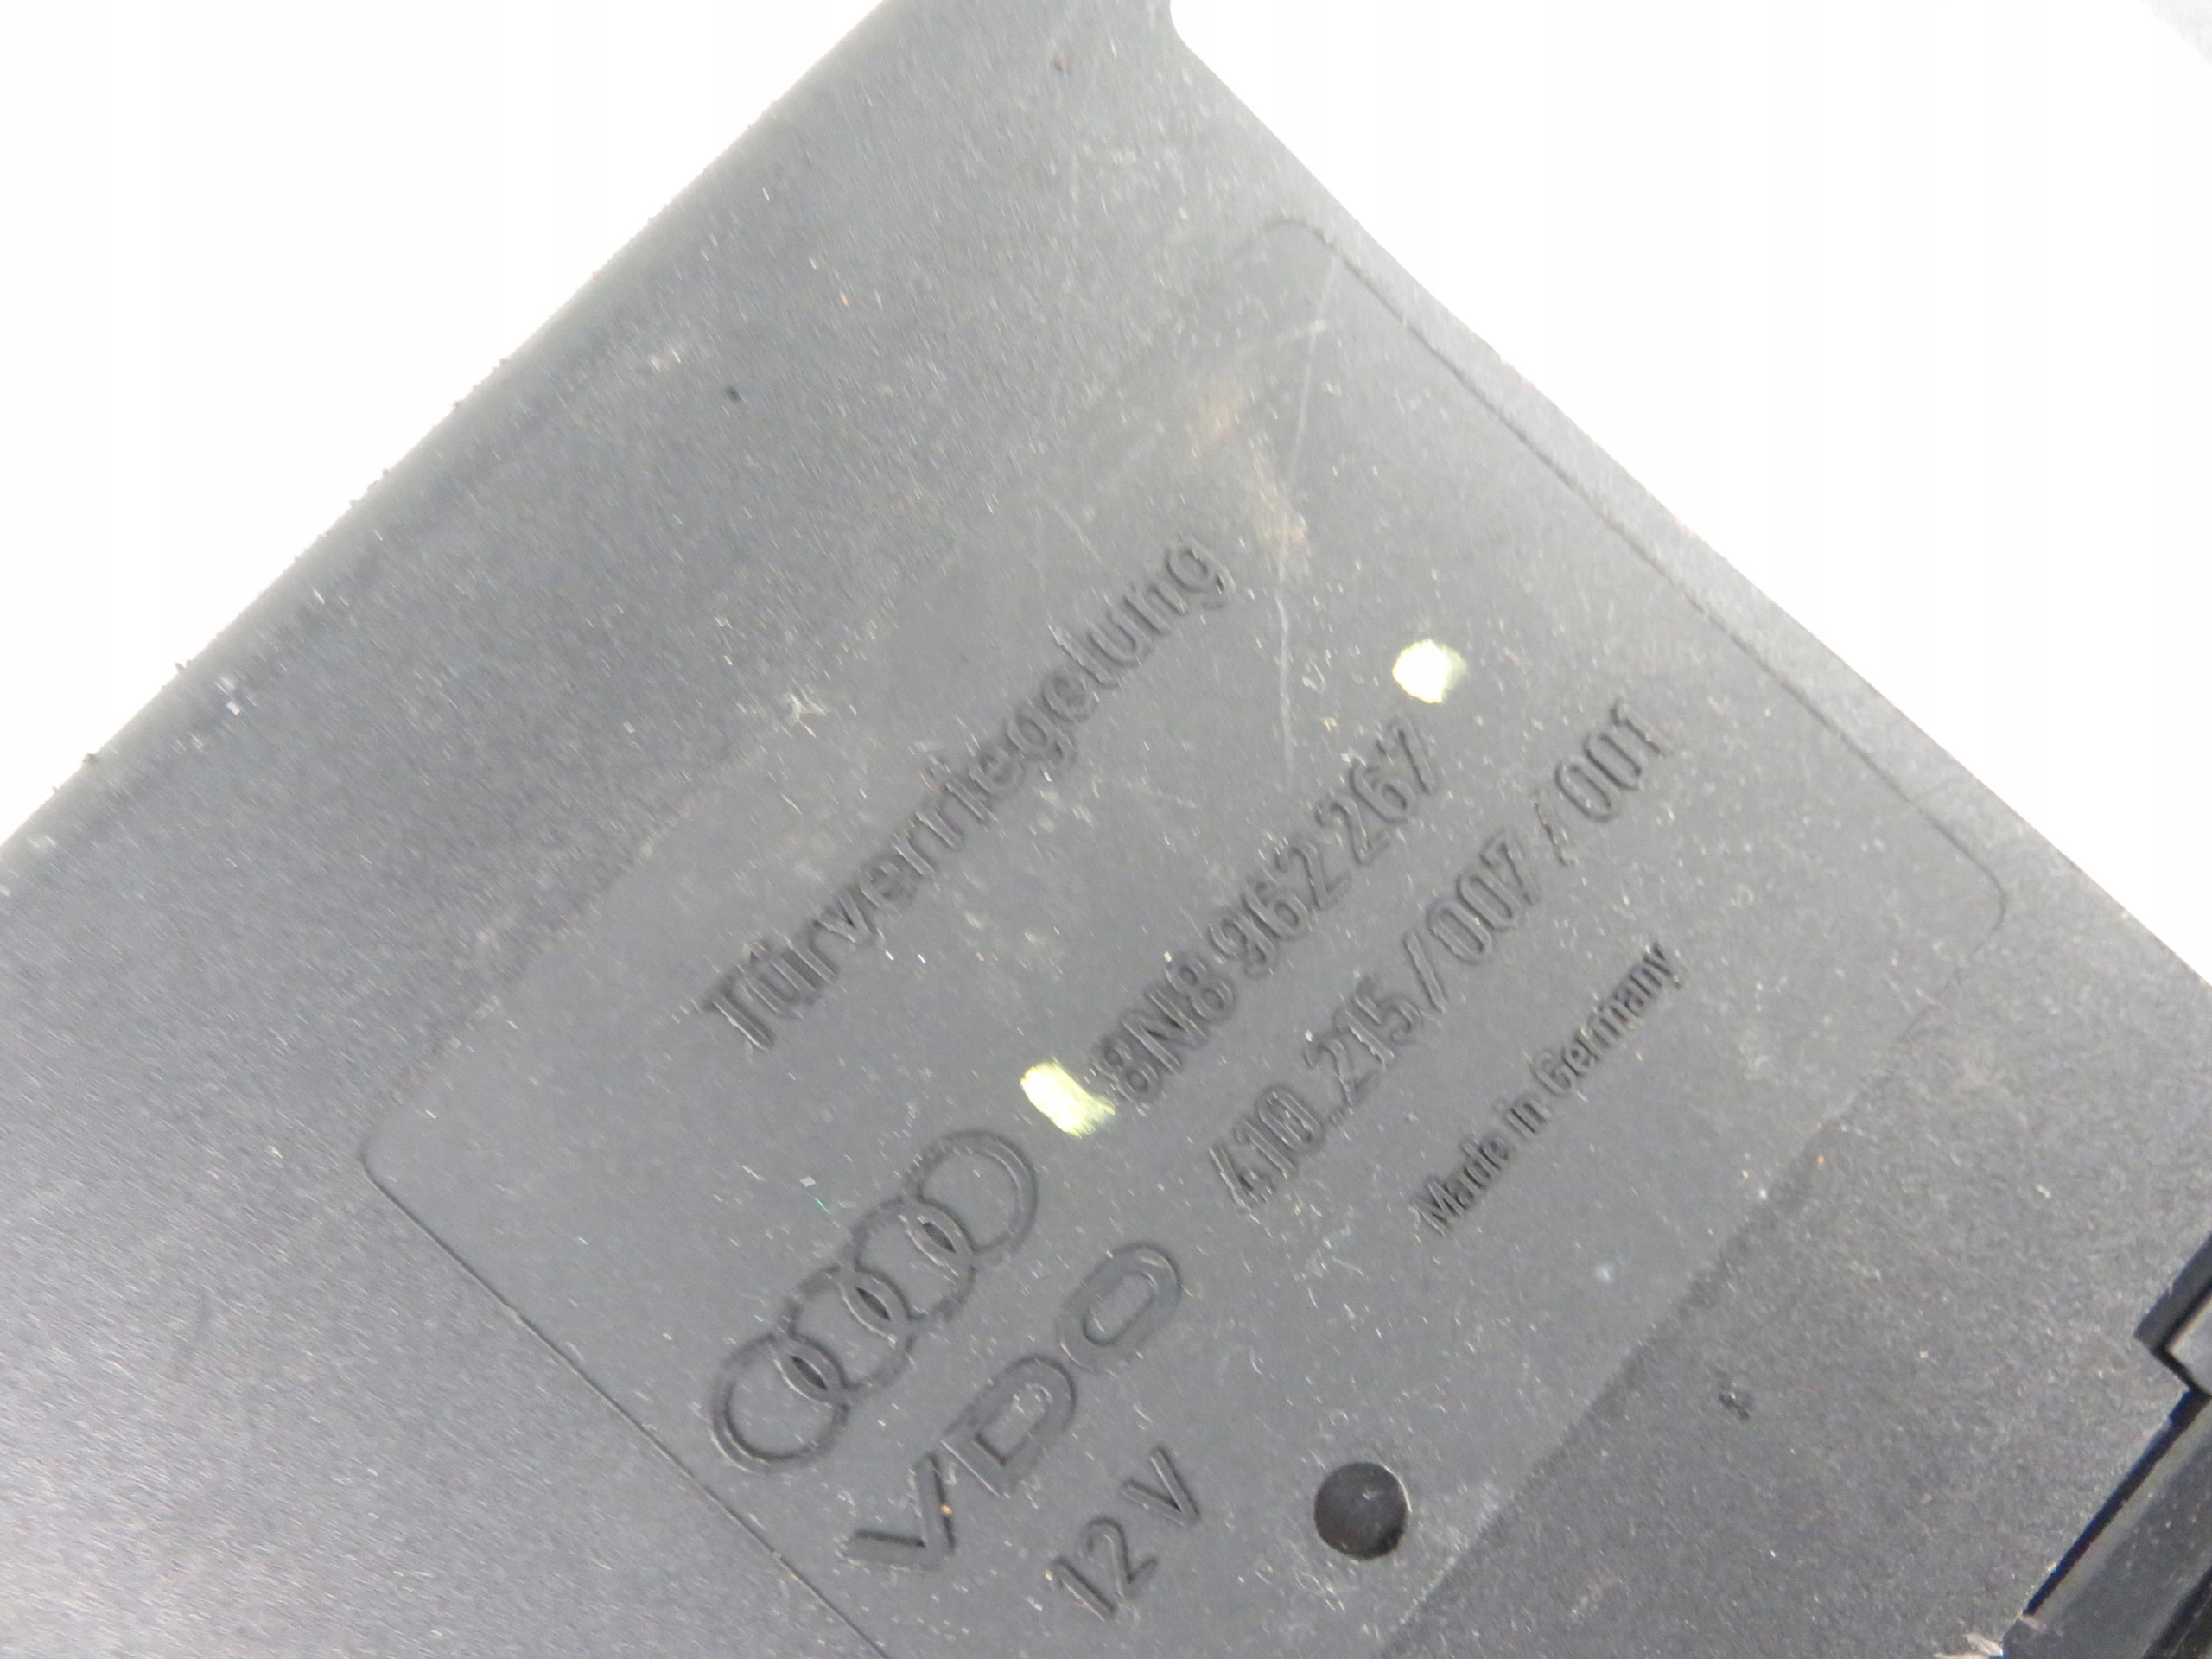 Türverriegelung
8N8 962 267
VDO 410.215/007/001
12 V Made in Germany